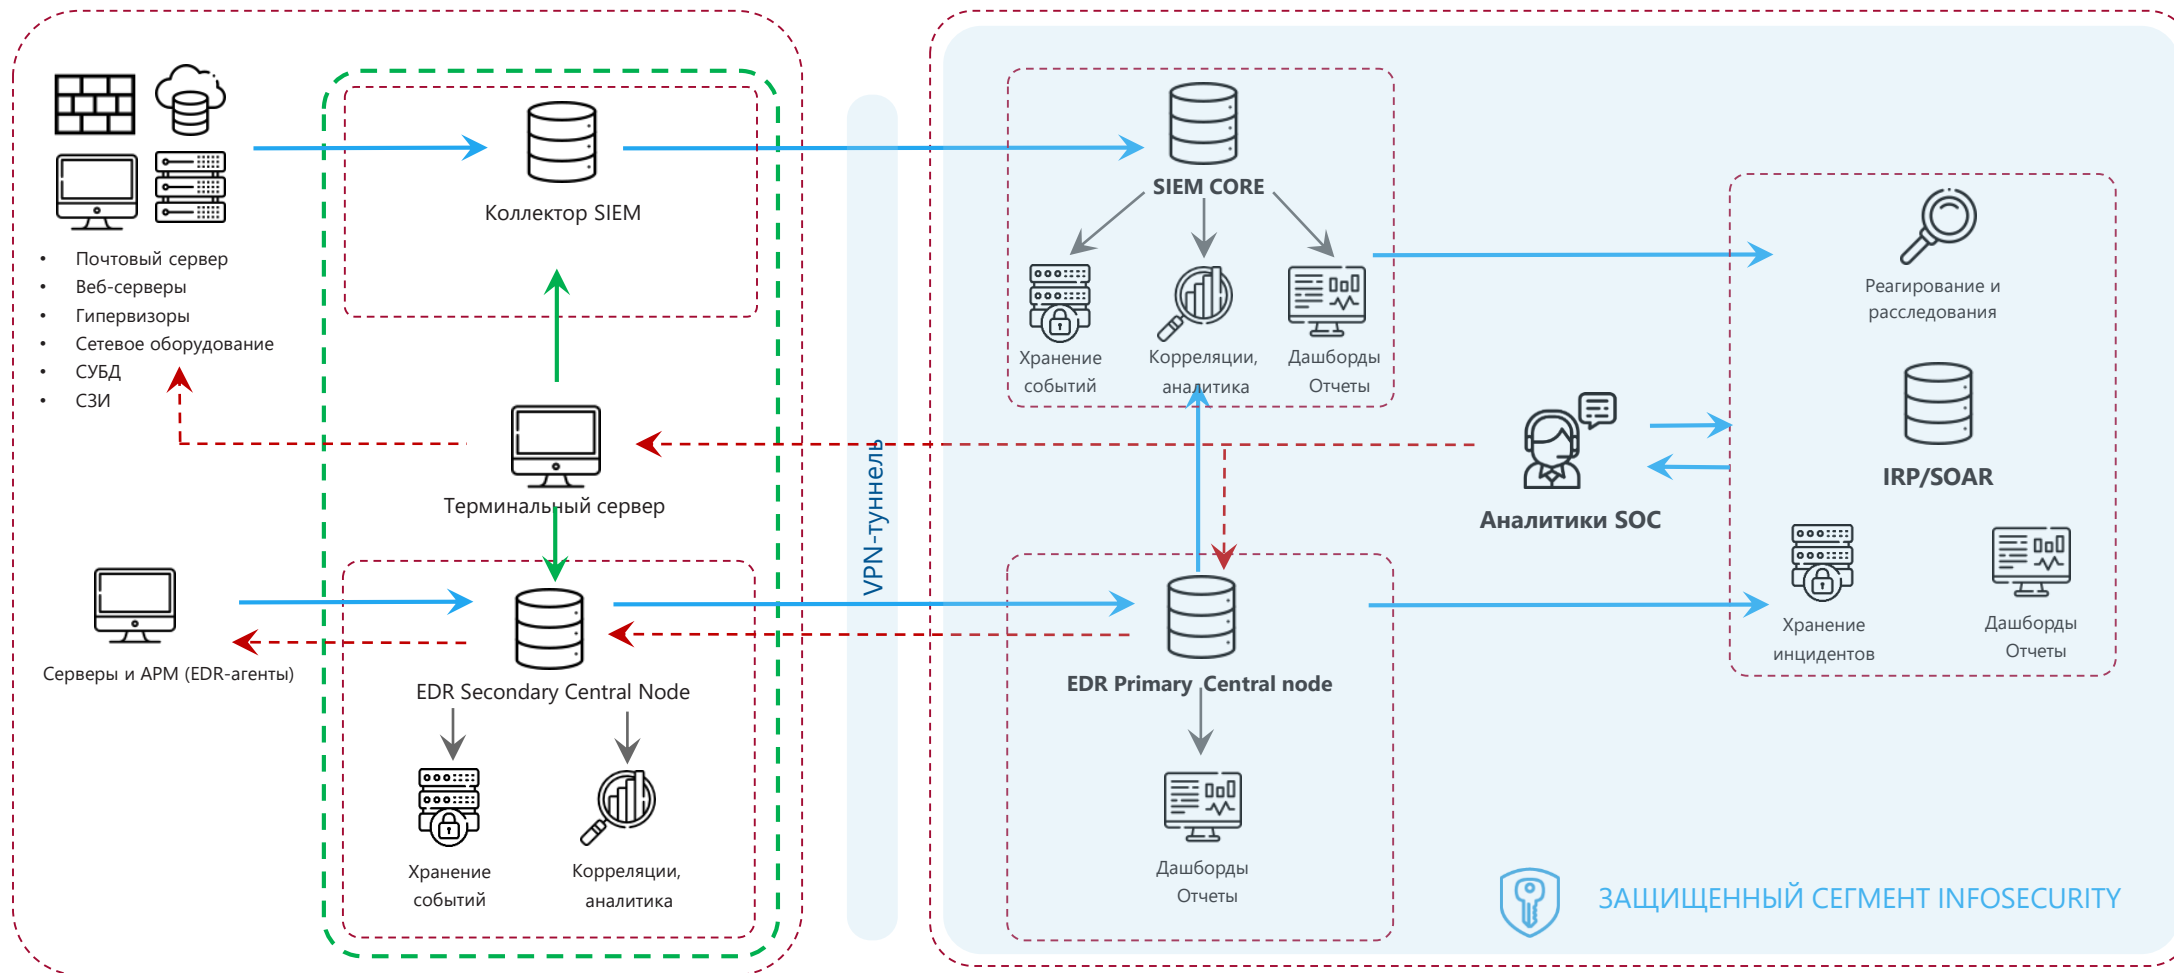 Коллектор SIEM
• Почтовый сервер
• Веб-серверы
• Гипервизоры
• Сетевое оборудование
• СУБД
• СЗИ
Терминальный сервер
Серверы и АРМ (EDR-агенты)
EDR Secondary Central Node
Хранение
событий
Корреляции,
аналитика
VPN-туннель
SIEM CORE
Хранение
событий
Корреляции,
аналитика
Дашборды
Отчеты
EDR Primary Central node
Дашборды
Отчеты
Аналитики SOC
Реагирование и
расследования
IRP/SOAR
Хранение
инцидентов
Дашборды
Отчеты
ЗАЩИЩЕННЫЙ СЕГМЕНТ INFOSECURITY